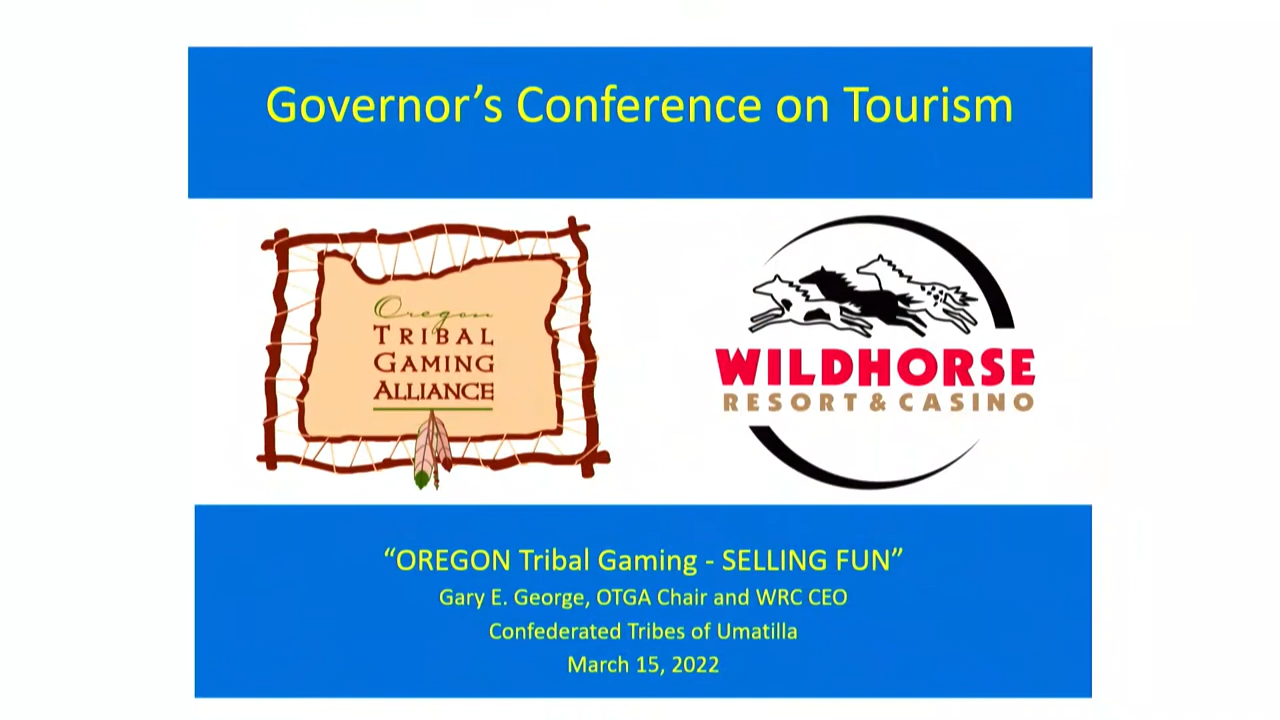 Governor’s Conference on Tourism
Oregon
TRIBAL
GAMING
ALLIANCE
WILDHORSE
RESORT & CASINO
“OREGON Tribal Gaming - SELLING FUN”
Gary E. George, OTGA Chair and WRC CEO
Confederated Tribes of Umatilla
March 15, 2022